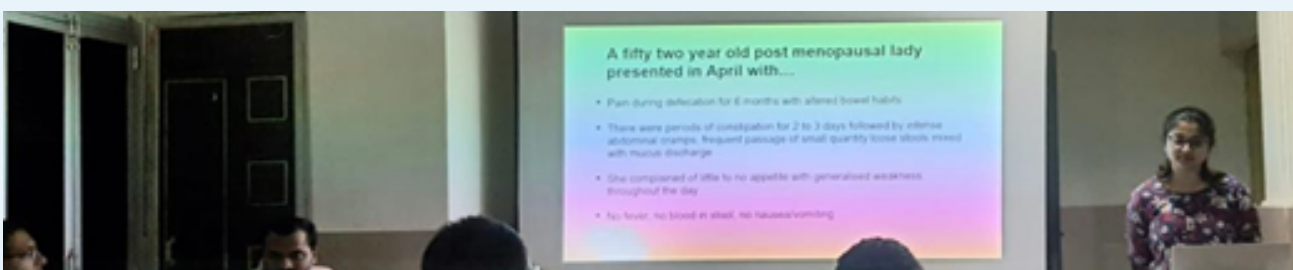 A fifty two year old post menopausal lady
presented in April with...
• Pain during defecation for 6 months with altered bowel habits
• There were periods of constipation for 2 to 3 days followed by intense
abdominal cramps, frequent passage of small quantity loose stools mixed
with mucus discharge
• She complained of little to no appetite with generalised weakness
throughout the day
• No fever, no blood in stool, no nausea/vomiting